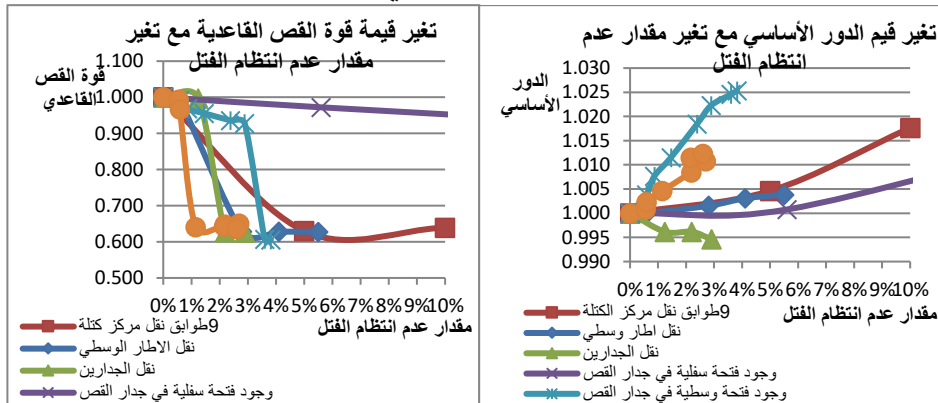 تغير قيمة قوة القص القاعدية مع تغير
مقدار عدم انتظام الفتل
قوة القص
القاعدي
1.100
1.000
0.900
0.800
0.700
0.600
0.500
0% 1% 2% 3% 4% 5% 6% 7% 8% 9% 10%
مقدار عدم انتظام الفتل
9طوابق نقل مركز كتلة
نقل الاطار الوسطي
نقل الجدارين
وجود فتحة سفلية في جدار القص
تغير قيم الدور الأساسي مع تغير مقدار عدم
انتظام الفتل
الدور
الأساسي
1.030
1.025
1.020
1.015
1.010
1.005
1.000
0.995
0.990
0% 1% 2% 3% 4% 5% 6% 7% 8% 9% 10%
مقدار عدم انتظام الفتل
9طوابق نقل مركز الكتلة
نقل اطار وسطي
نقل الجدارين
وجود فتحة سفلية في جدار القص
وجود فتحة وسطية في جدار القص